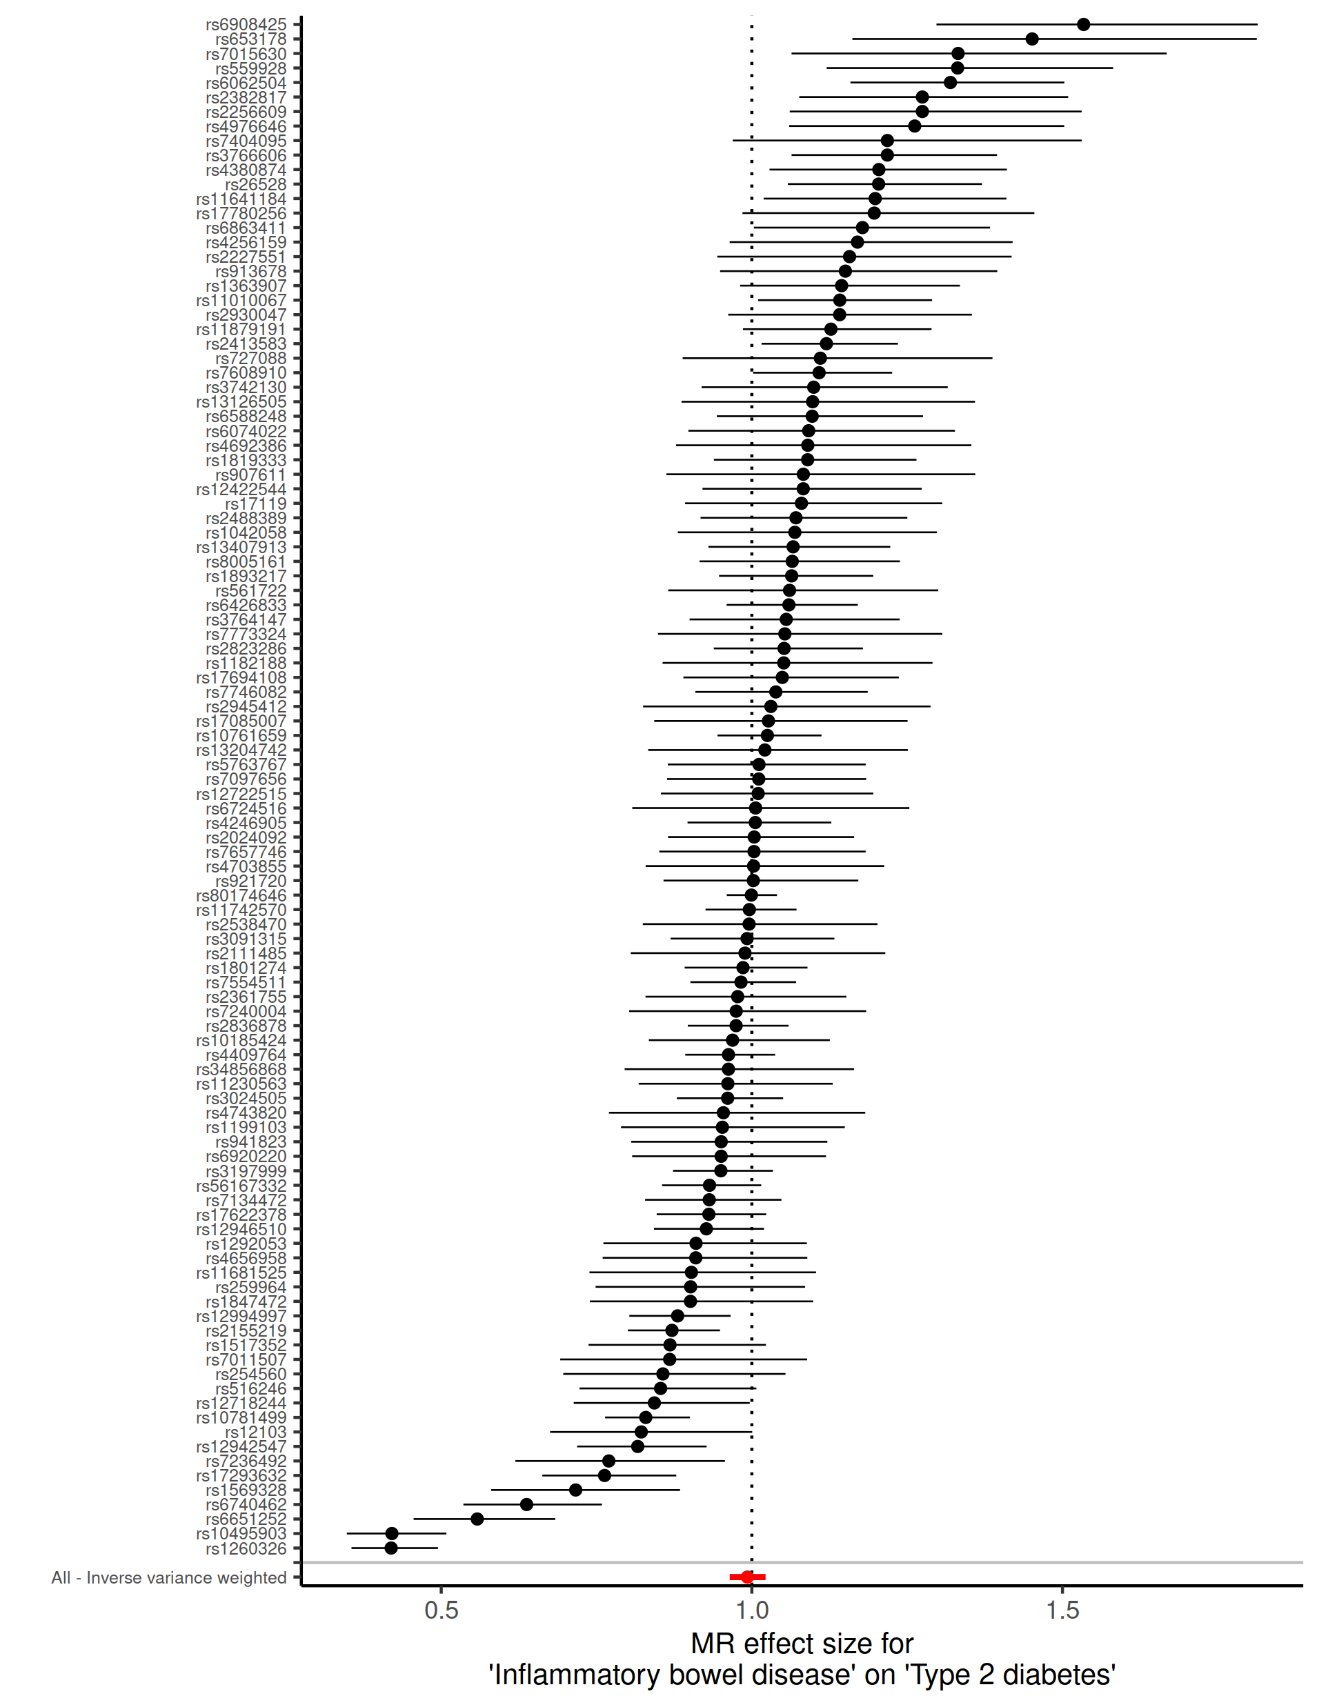 rs6908425
rs653178
rs7015630
rs559928
rs6062504
rs2382817
rs2256609
rs4976646
rs7404095
rs3766606
rs4380874
rs26528
rs11641184
rs17780256
rs6863411
rs4256159
rs2227551
rs913678
rs1363907
rs11010067
rs2930047
rs11879191
rs2413583
rs727088
rs7608910
rs3742130
rs13126505
rs6588248
rs6074022
rs4692386
rs1819333
rs907611
rs12422544
rs17119
rs2488389
rs1042058
rs13407913
rs8005161
rs1893217
rs561722
rs6426833
rs3764147
rs7773324
rs2823286
rs1182188
rs17694108
rs7746082
rs2945412
rs17085007
rs10761659
rs13204742
rs5763767
rs7097656
rs12722515
rs6724516
rs4246905
rs2024092
rs7657746
rs4703855
rs921720
rs80174646
rs11742570
rs2538470
rs3091315
rs2111485
rs1801274
rs7554511
rs2361755
rs7240004
rs2836878
rs10185424
rs4409764
rs34856868
rs11230563
rs3024505
rs4743820
rs1199103
rs941823
rs6920220
rs3197999
rs56167332
rs7134472
rs17622378
rs12946510
rs1292053
rs4656958
rs11681525
rs259964
rs1847472
rs12994997
rs2155219
rs1517352
rs7011507
rs254560
rs516246
rs12718244
rs10781499
rs12103
rs12942547
rs7236492
rs17293632
rs1569328
rs6740462
rs6651252
rs10495903
rs1260326
All - Inverse variance weighted
0.5 1.0 1.5
MR effect size for
'Inflammatory bowel disease' on 'Type 2 diabetes'